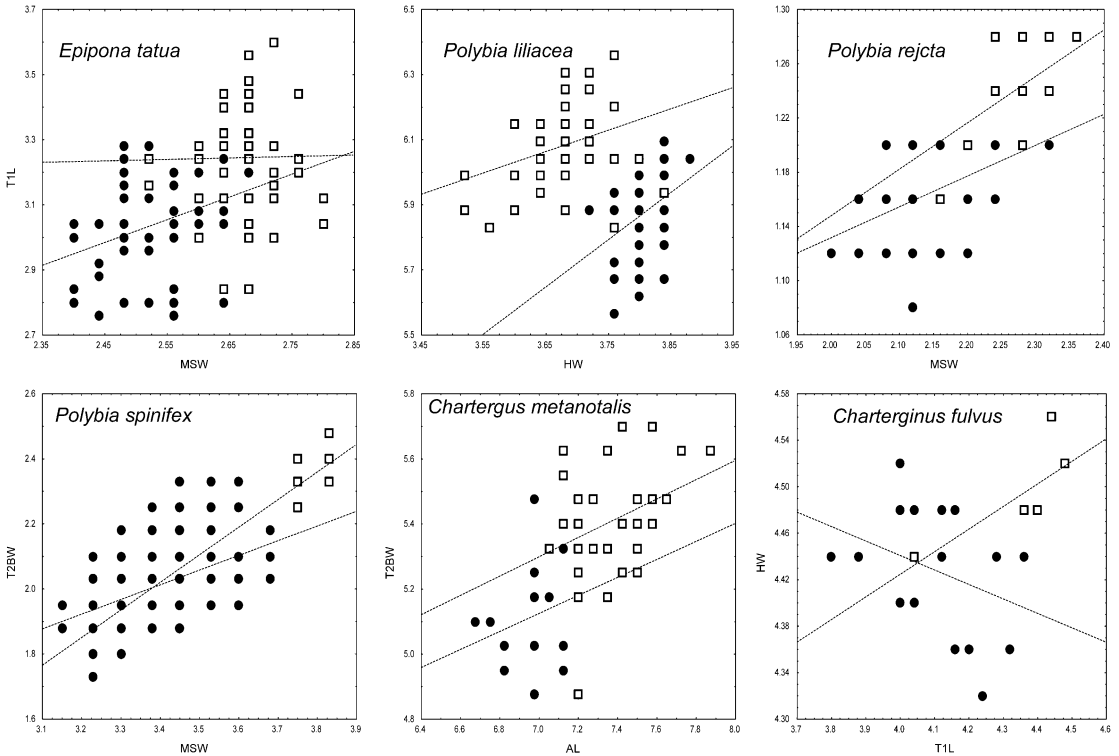 3.7
3.5
3.3
3.1
2.9
2.7
T1L
Epipona tatua
2.35 2.45 2.55 2.65 2.75 2.85
MSW
6.5
6.3
6.1
5.9
5.7
5.5
Polybia liliacea
3.45 3.55 3.65 3.75 3.85 3.95
HW
1.30
1.26
1.22
1.18
1.14
1.10
1.06
Polybia rejcta
1.95 2.00 2.05 2.10 2.15 2.20 2.25 2.30 2.35 2.40
MSW
2.6
2.4
2.2
2.0
1.8
1.6
T2BW
Polybia spinifex
3.1 3.3 3.5 3.7 3.9
MSW
5.8
5.6
5.4
5.2
5.0
4.8
T2BW
Chartergus metanotalis
6.4 6.6 6.8 7.0 7.2 7.4 7.6 7.8 8.0
AL
4.58
4.54
4.50
4.46
4.42
4.38
4.34
4.30
HW
Charterginus fulvus
3.7 3.8 3.9 4.0 4.1 4.2 4.3 4.4 4.5 4.6
T1L